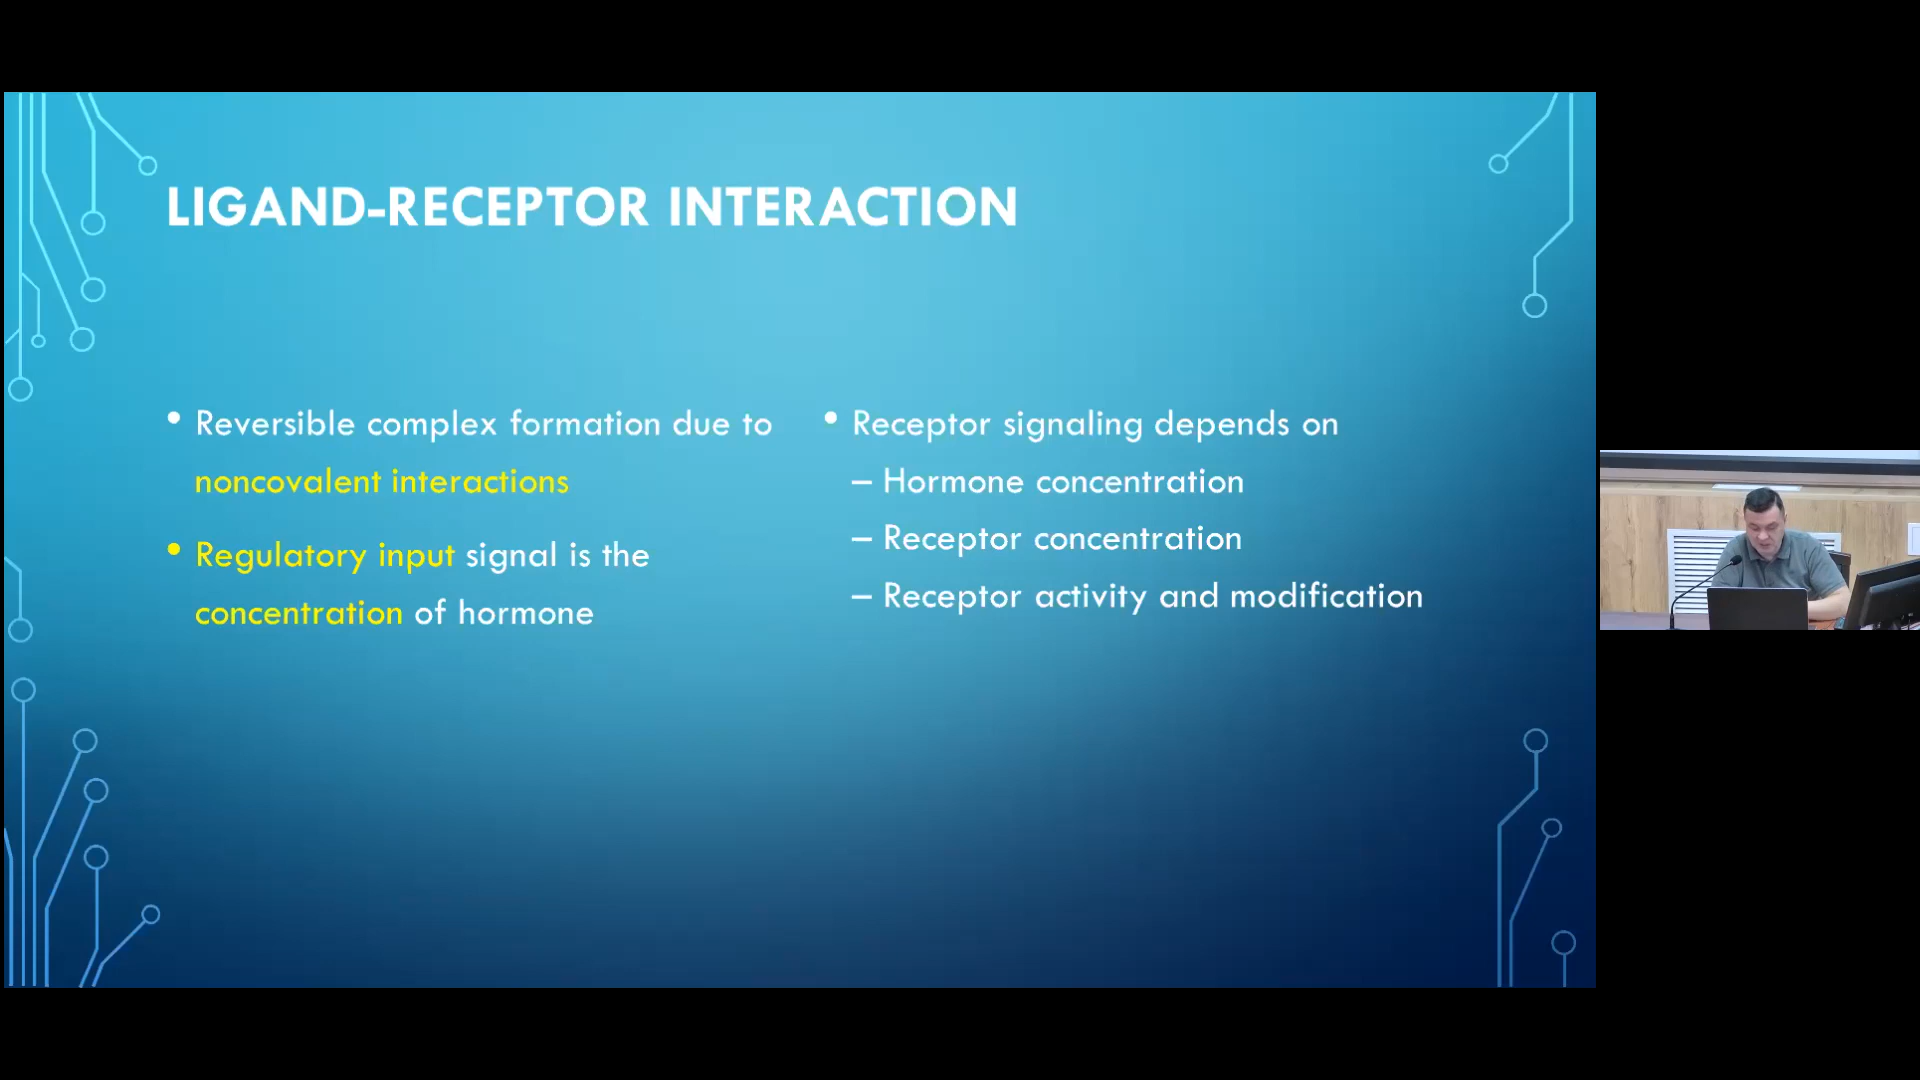 LIGAND-RECEPTOR INTERACTION
• Reversible complex formation due to
noncovalent interactions
• Regulatory input signal is the
concentration of hormone
• Receptor signaling depends on
– Hormone concentration
– Receptor concentration
– Receptor activity and modification